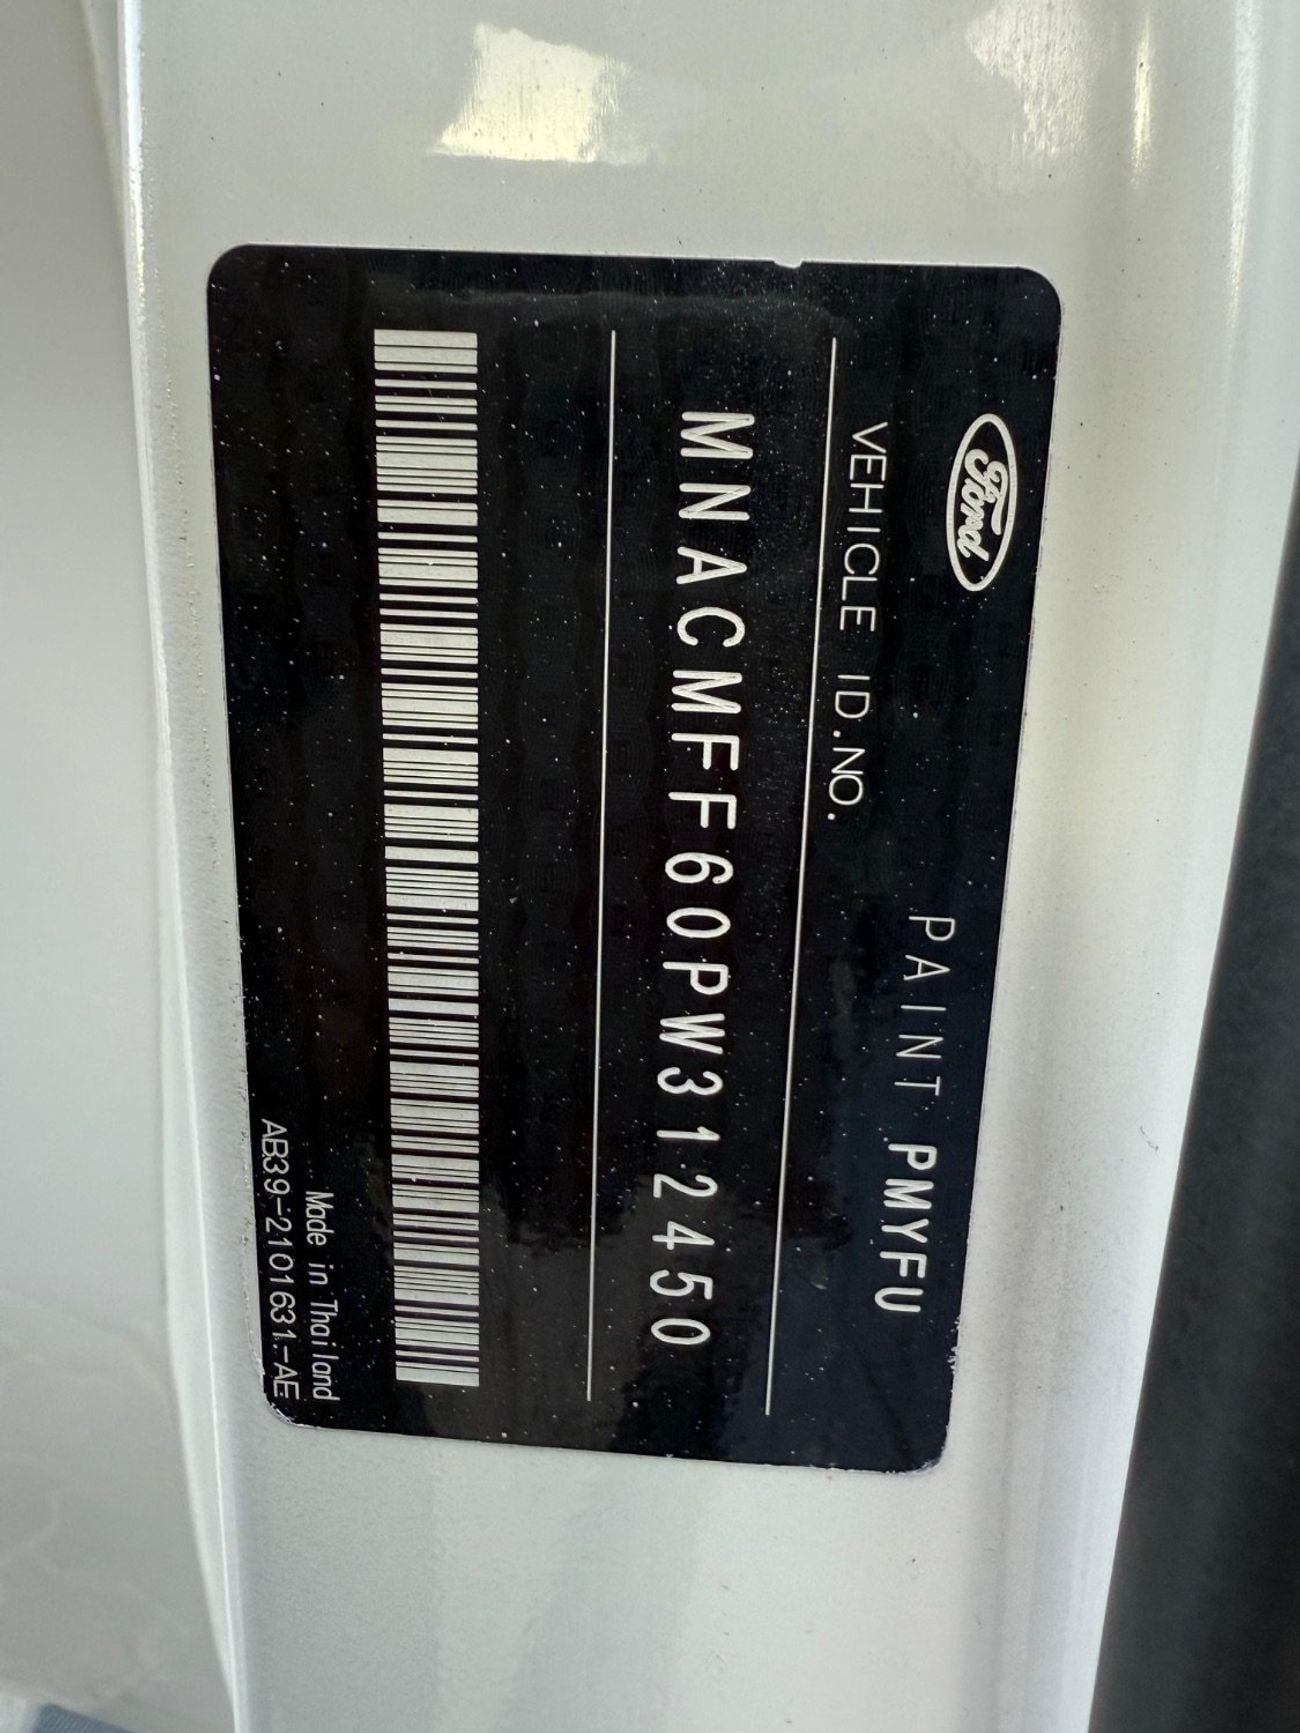 Ford
PAINT PMYFU
VEHICLE ID.NO.
MNACMFF60PW312450
Made in Thailand
AB39-2101631-AE